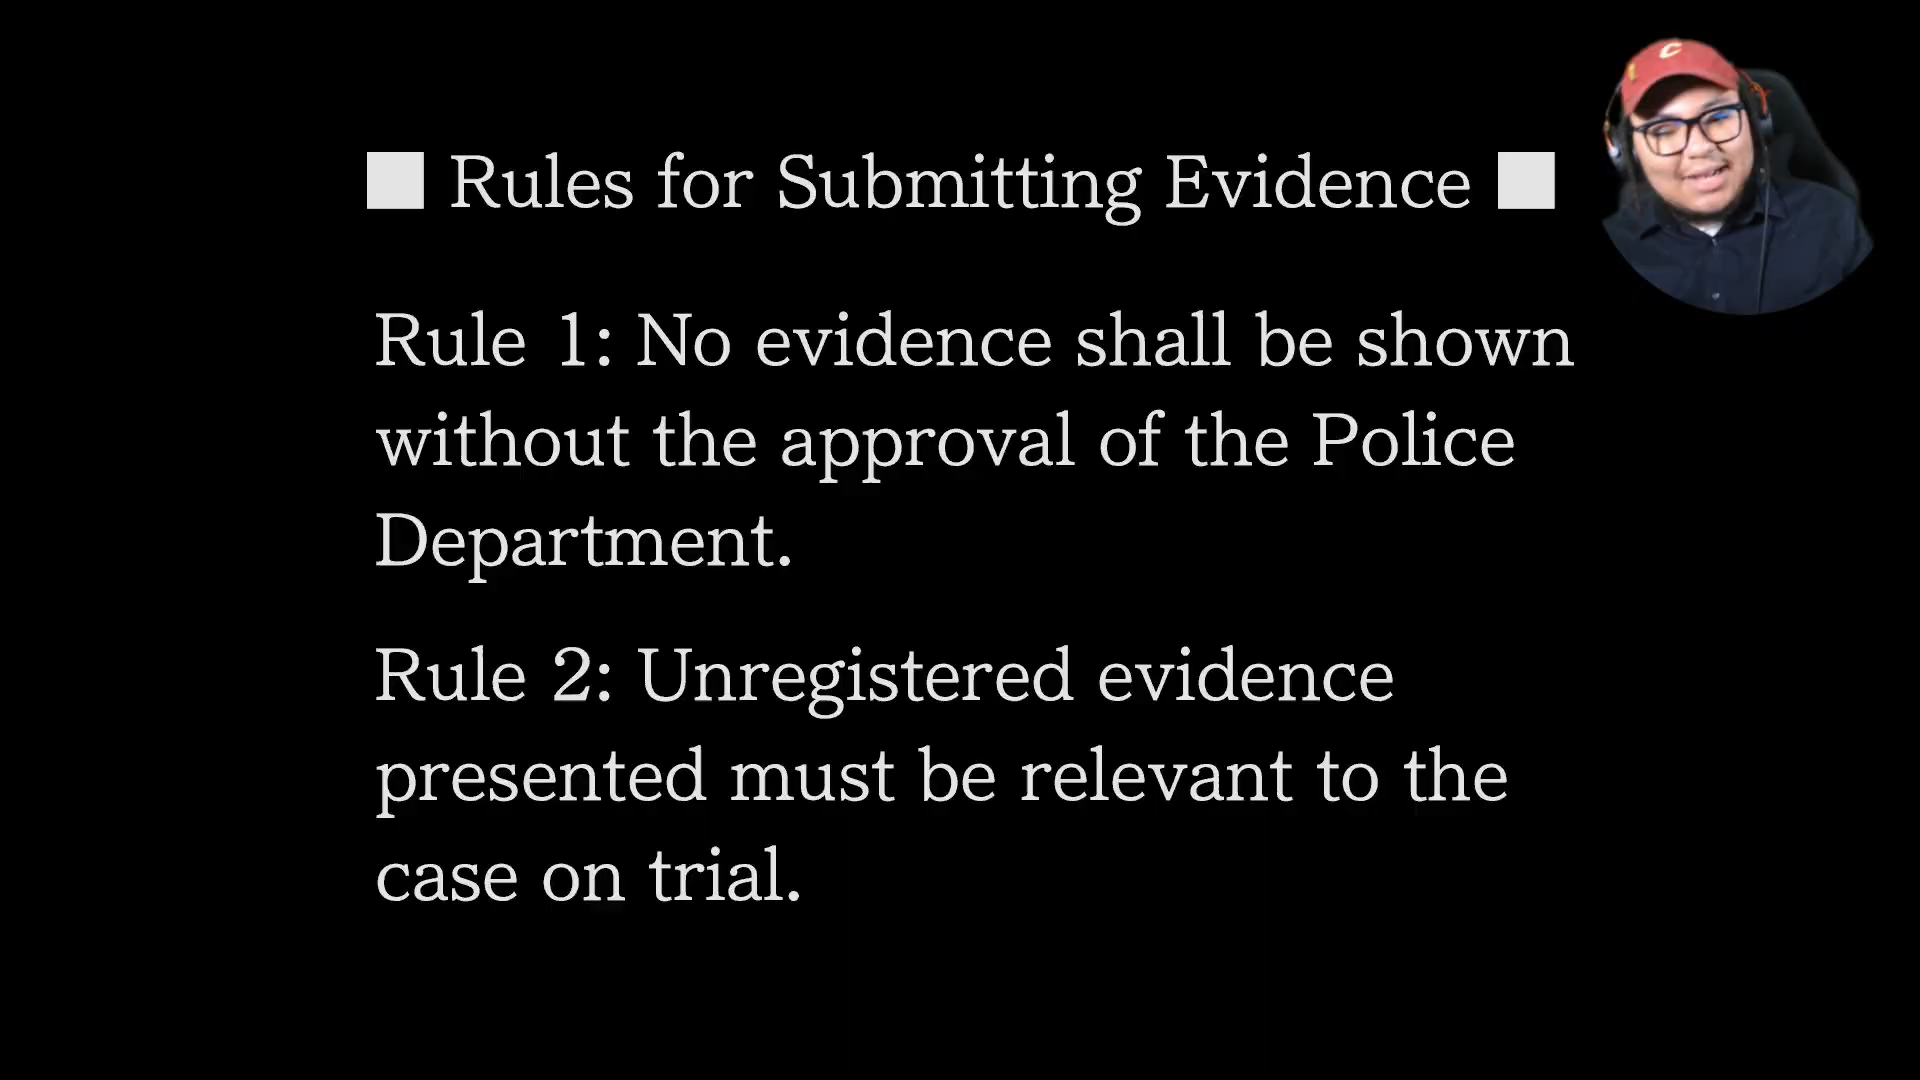 ■ Rules for Submitting Evidence ■
Rule 1: No evidence shall be shown
without the approval of the Police
Department.
Rule 2: Unregistered evidence
presented must be relevant to the
case on trial.
C